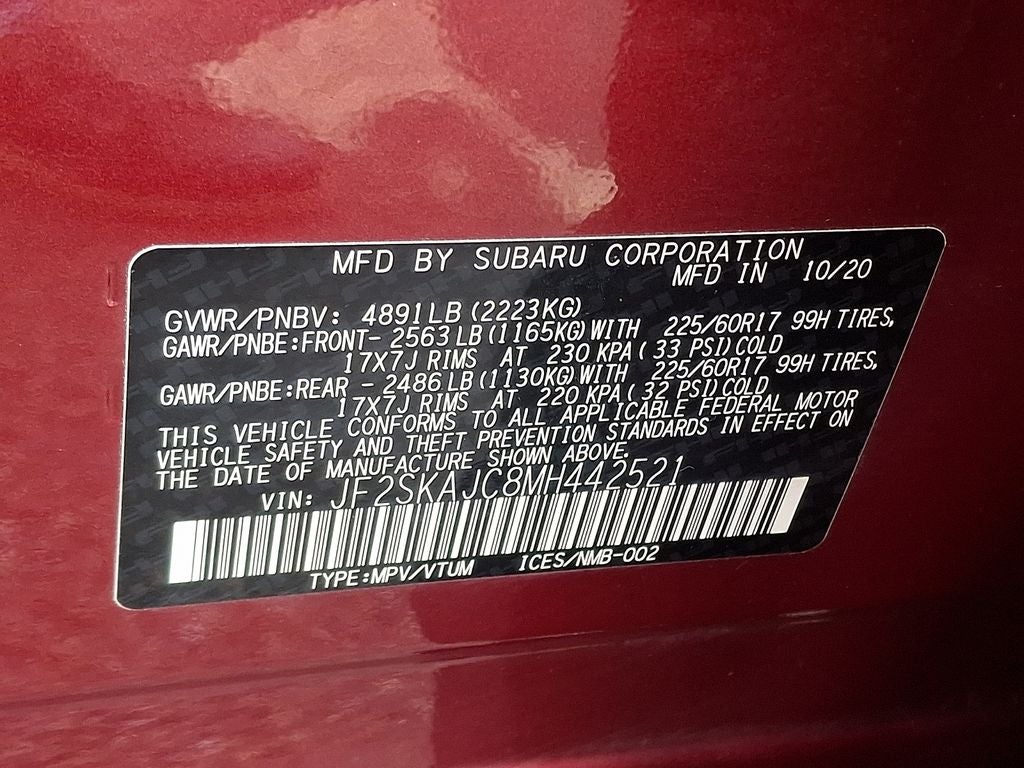 MFD BY SUBARU CORPORATION
MFD IN 10/20
GVWR/PNBV: 4891LB (2223KG)
GAWR/PNBE:FRONT- 2563 LB (1165KG) WITH 225/60R17 99H TIRES,
17X7J RIMS AT 230 KPA ( 33 PSI) COLD
GAWR/PNBE:REAR - 2486 LB (1130KG) WITH 225/60R17 99H TIRES,
17X7J RIMS AT 220 KPA ( 32 PSI) COLD
THIS VEHICLE CONFORMS TO ALL APPLICABLE FEDERAL MOTOR
VEHICLE SAFETY AND THEFT PREVENTION STANDARDS IN EFFECT ON
THE DATE OF MANUFACTURE SHOWN ABOVE.
VIN: JF2SKAJC8MH442521
TYPE:MPV/VTUM ICES/NMB-002